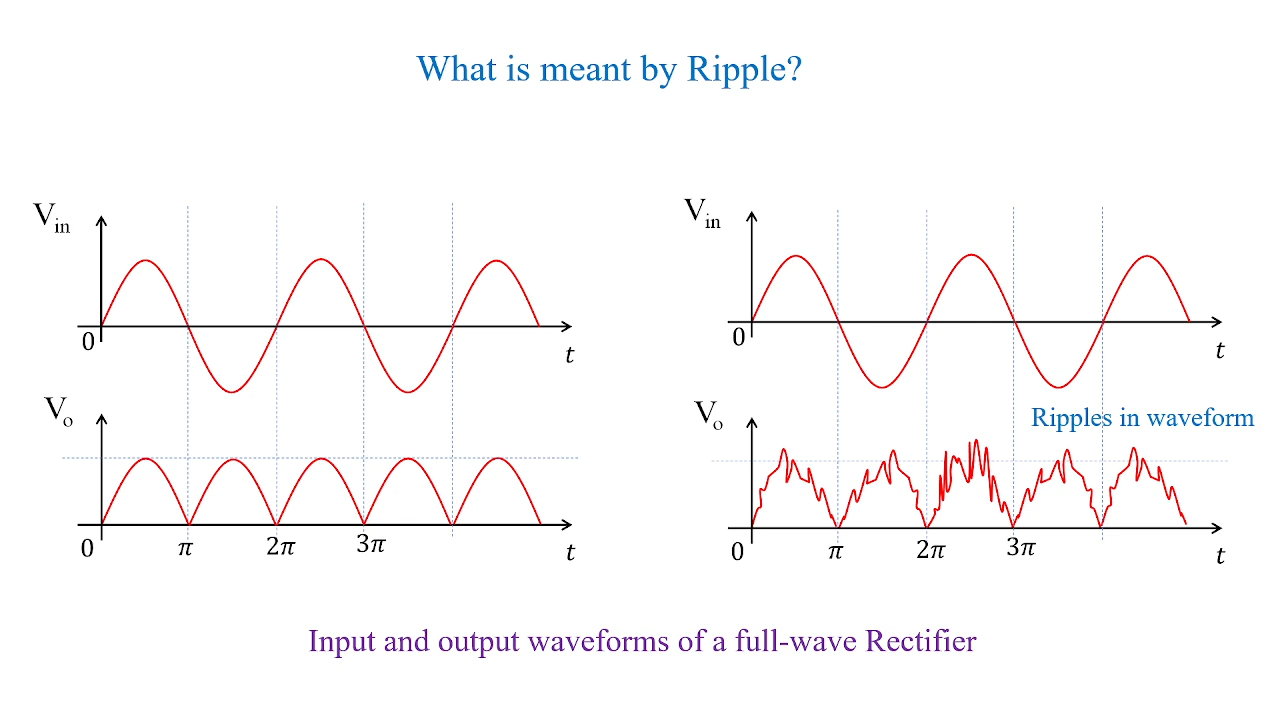 What is meant by Ripple?
Vin
0
t
Vo
0
π
2π
3π
t
Vin
0
t
Vo
Ripples in waveform
0
π
2π
3π
t
Input and output waveforms of a full-wave Rectifier